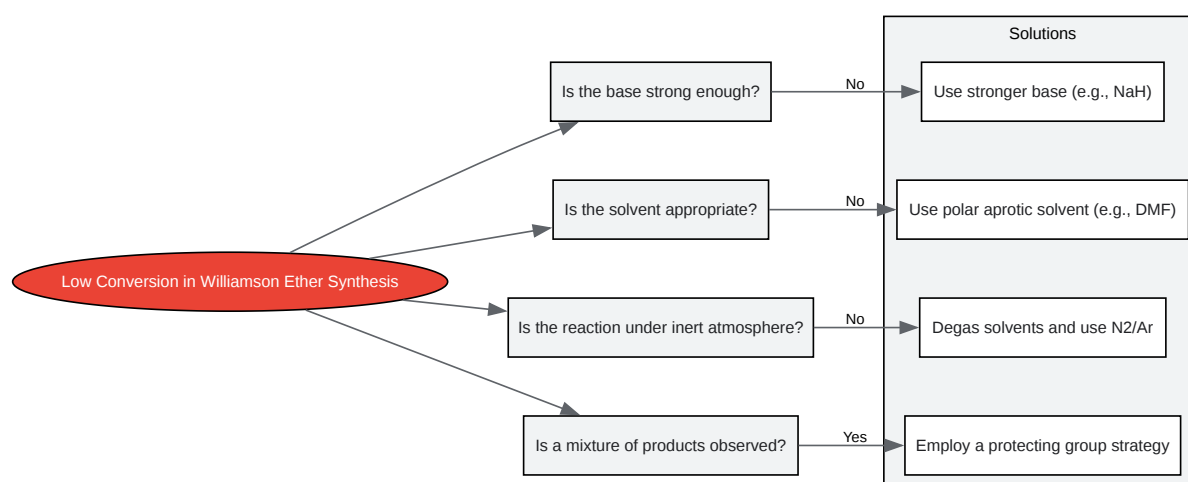 Solutions
Is the base strong enough?
No
Use stronger base (e.g., NaH)
Is the solvent appropriate?
No
Use polar aprotic solvent (e.g., DMF)
Low Conversion in Williamson Ether Synthesis
Is the reaction under inert atmosphere?
No
Degas solvents and use N2/Ar
Is a mixture of products observed?
Yes
Employ a protecting group strategy